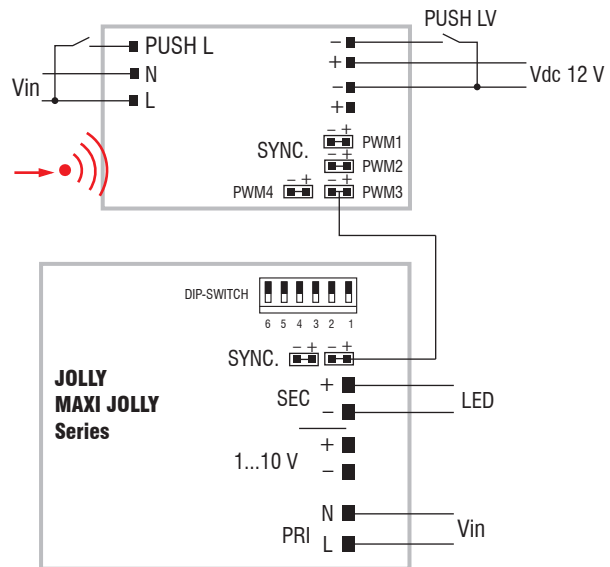 PUSH LV
PUSH L
N
L
Vin
−
+
−
+
Vdc 12 V
SYNC.
− +
PWM1
− +
PWM2
PWM4
− +
− +
PWM3
DIP-SWITCH
6 5 4 3 2 1
SYNC.
− +
− +
JOLLY
MAXI JOLLY
Series
SEC
+
−
LED
1...10 V
+
−
PRI
N
L
Vin